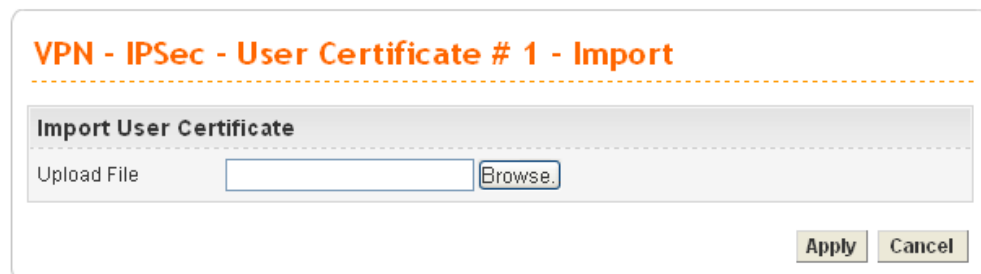 VPN - IPSec - User Certificate # 1 - Import
Import User Certificate
Upload File Browse.
Apply Cancel